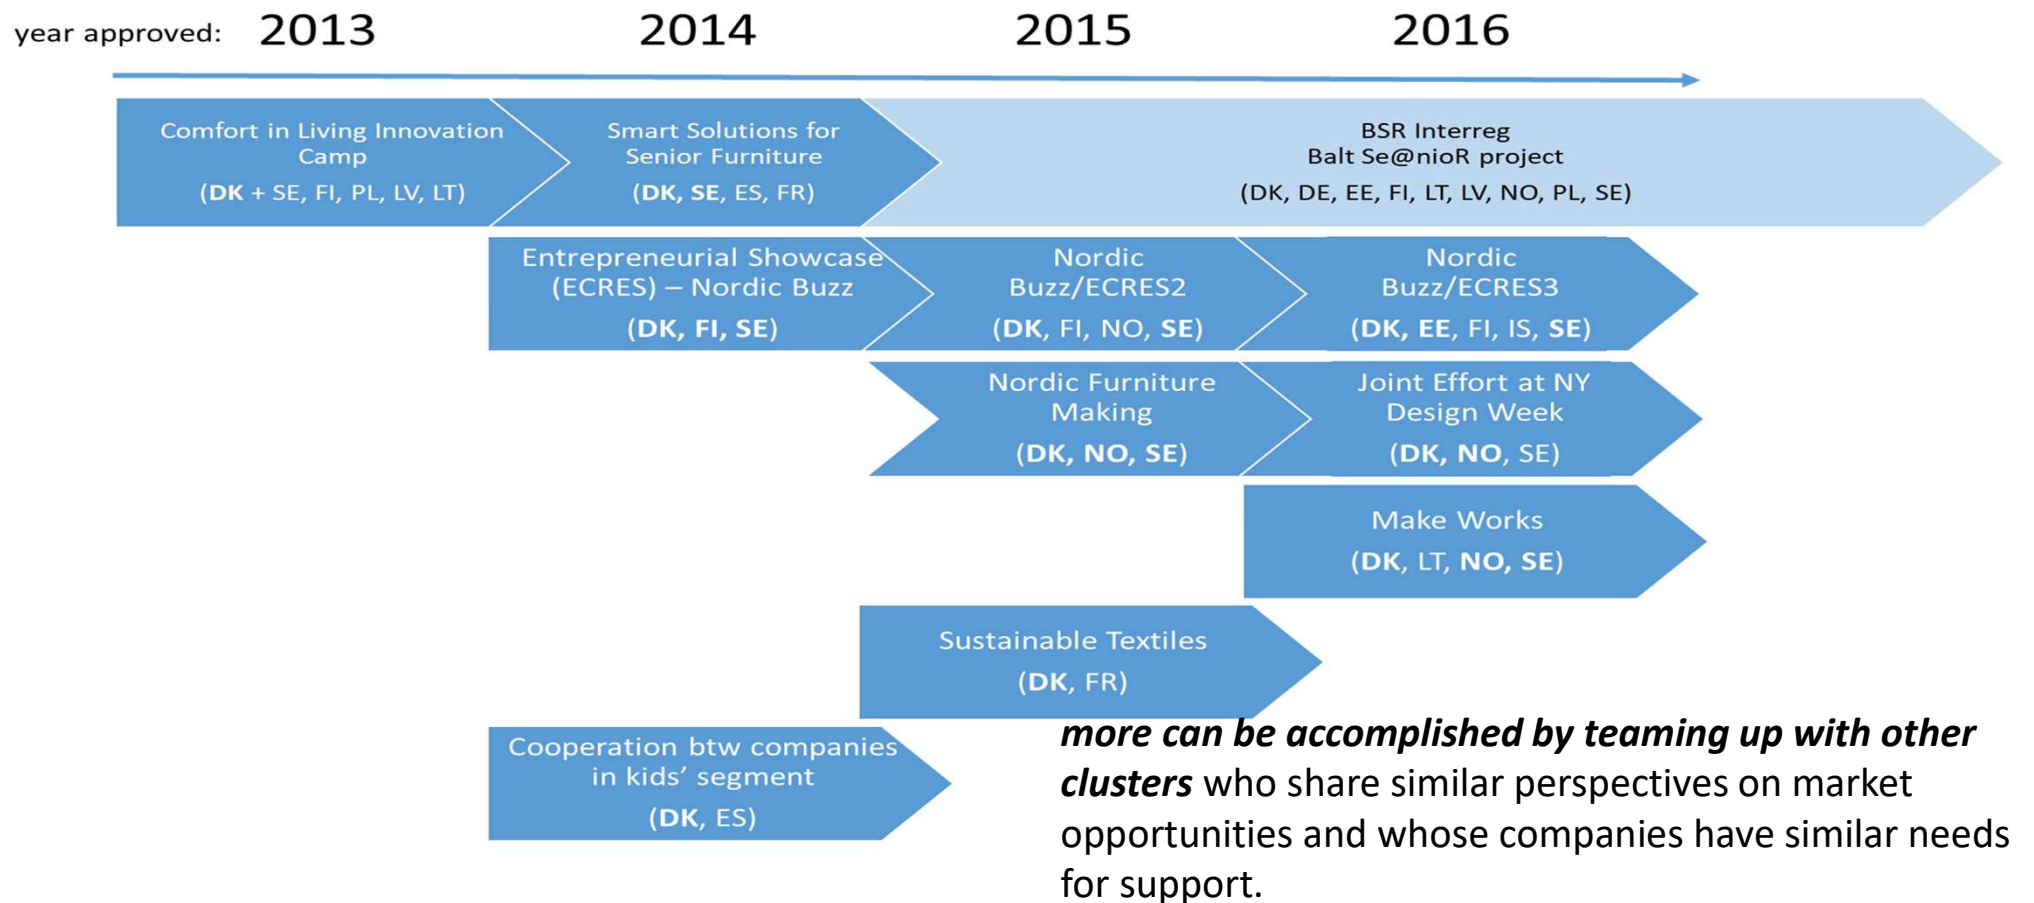 year approved: 2013 2014 2015 2016
Comfort in Living Innovation
Camp
(DK + SE, FI, PL, LV, LT)
Smart Solutions for
Senior Furniture
(DK, SE, ES, FR)
BSR Interreg
Balt Se@nioR project
(DK, DE, EE, FI, LT, LV, NO, PL, SE)
Entrepreneurial Showcase
(ECRES) – Nordic Buzz
(DK, FI, SE)
Nordic
Buzz/ECRES2
(DK, FI, NO, SE)
Nordic
Buzz/ECRES3
(DK, EE, FI, IS, SE)
Nordic Furniture
Making
(DK, NO, SE)
Joint Effort at NY
Design Week
(DK, NO, SE)
Make Works
(DK, LT, NO, SE)
Sustainable Textiles
(DK, FR)
Cooperation btw companies
in kids’ segment
(DK, ES)
more can be accomplished by teaming up with other
clusters who share similar perspectives on market
opportunities and whose companies have similar needs
for support.